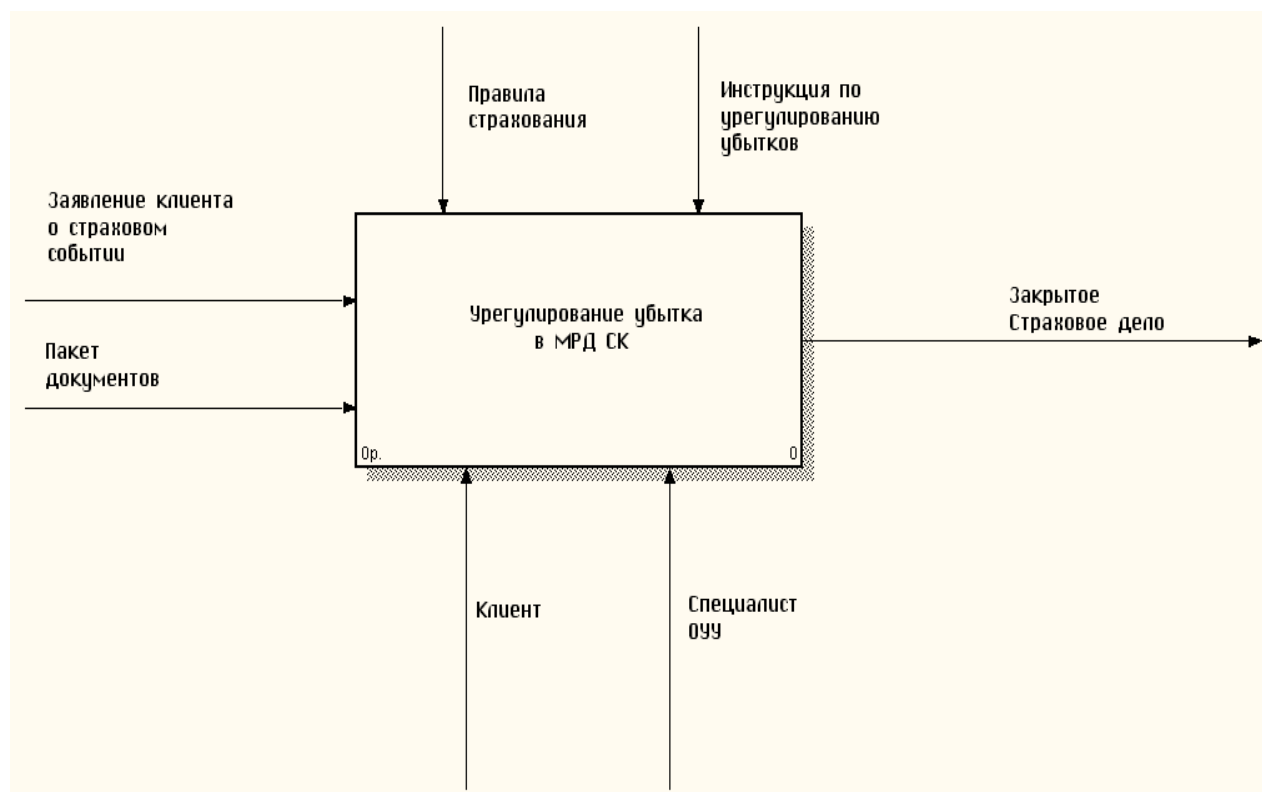 Правила
страхования
Инструкция по
урегулированию
убытков
Заявление клиента
о страховом
событии
Пакет
документов
Урегулирование убытка
в МРД СК
0р.
0
Закрытое
Страховое дело
Клиент
Специалист
ОУУ